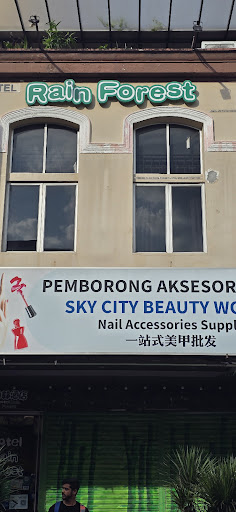 TEL
Rain Forest
PEMBORONG AKSESOR
SKY CITY BEAUTY WO
Nail Accessories Suppl
一站式美甲批发